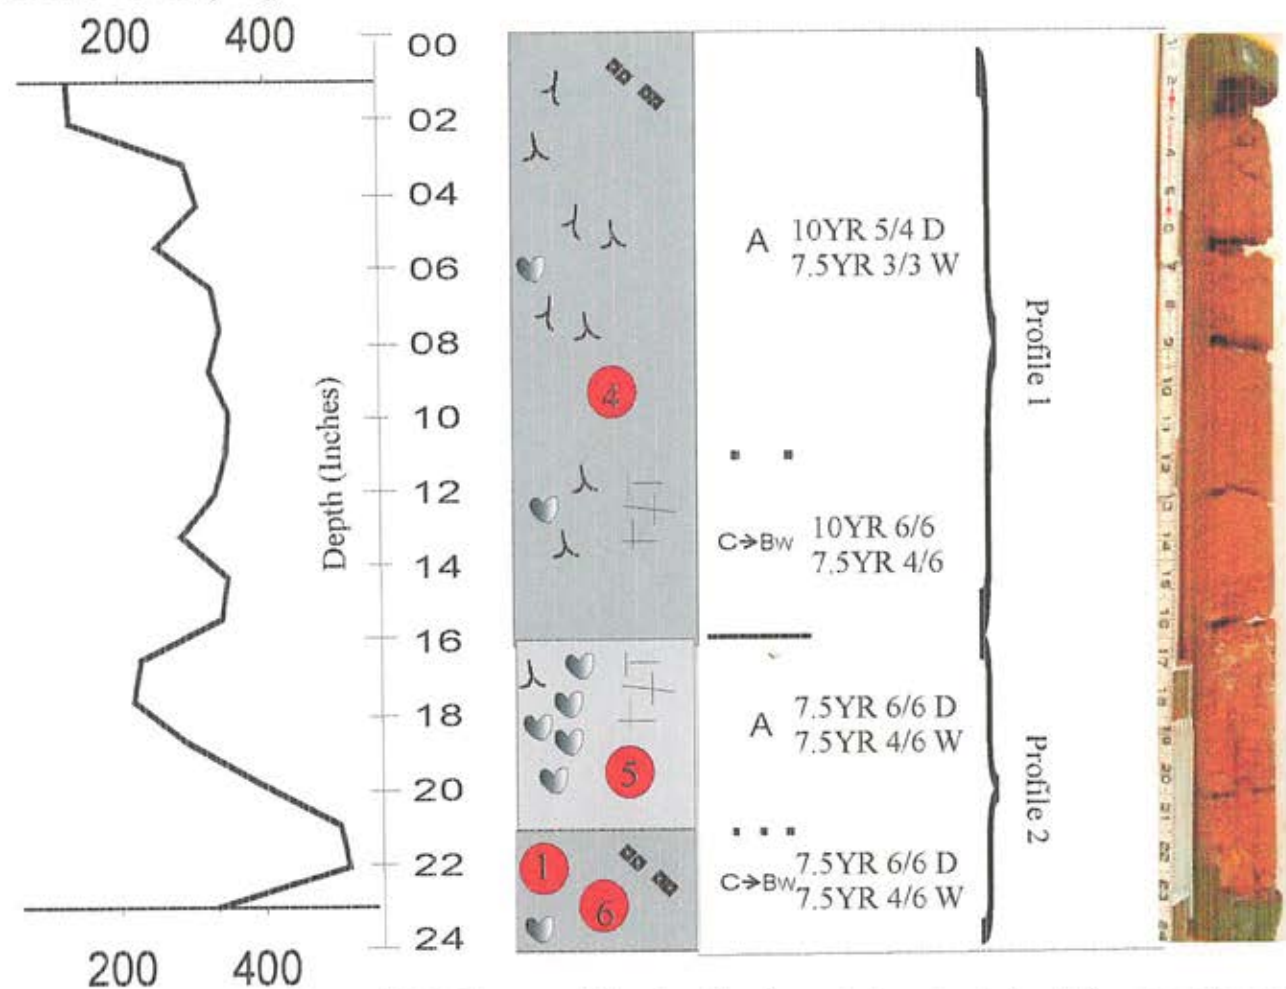 200 400
00
02
04
06
08
10
12
14
16
18
20
22
24
200 400
Depth (Inches)
4
5
1
6
A 10YR 5/4 D
7.5YR 3/3 W
C→Bw 10YR 6/6
7.5YR 4/6
A 7.5YR 6/6 D
7.5YR 4/6 W
C→Bw 7.5YR 6/6 D
7.5YR 4/6 W
Profile 1
Profile 2